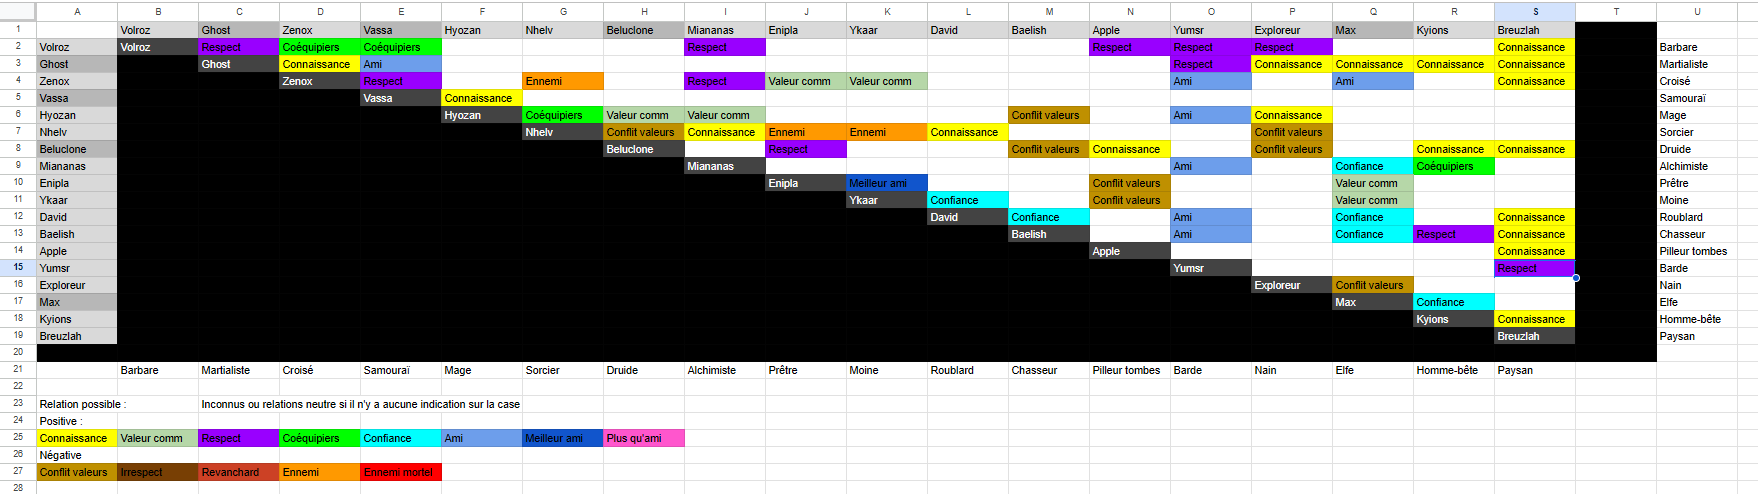 A B C D E F G H I J K L M N O P Q R S T U
1 Volroz Ghost Zenox Vassa Hyozan Nhelv Beluclone Miananas Enipla Ykaar David Baelish Apple Yumsr Exploreur Max Kyions Breuzlah
2 Volroz Volroz Respect Coéquipiers Coéquipiers Respect Respect Respect Respect Connaissance Barbare
3 Ghost Ghost Connaissance Ami Respect Connaissance Connaissance Connaissance Connaissance Martialiste
4 Zenox Zenox Respect Ennemi Respect Valeur comm Valeur comm Ami Ami Connaissance Croisé
5 Vassa Vassa Connaissance Samouraï
6 Hyozan Hyozan Coéquipiers Valeur comm Valeur comm Conflit valeurs Ami Connaissance Mage
7 Nhelv Nhelv Conflit valeurs Connaissance Ennemi Ennemi Connaissance Conflit valeurs Sorcier
8 Beluclone Beluclone Respect Conflit valeurs Connaissance Conflit valeurs Connaissance Connaissance Druide
9 Miananas Miananas Ami Confiance Coéquipiers Alchimiste
10 Enipla Enipla Meilleur ami Conflit valeurs Valeur comm Prêtre
11 Ykaar Ykaar Confiance Conflit valeurs Valeur comm Moine
12 David David Confiance Ami Confiance Connaissance Roublard
13 Baelish Baelish Ami Confiance Respect Connaissance Chasseur
14 Apple Apple Connaissance Pilleur tombes
15 Yumsr Yumsr Respect Barde
16 Exploreur Exploreur Conflit valeurs Nain
17 Max Max Confiance Elfe
18 Kyions Kyions Connaissance Homme-bête
19 Breuzlah Breuzlah Paysan
20
21 Barbare Martialiste Croisé Samouraï Mage Sorcier Druide Alchimiste Prêtre Moine Roublard Chasseur Pilleur tombes Barde Nain Elfe Homme-bête Paysan
22
23 Relation possible : Inconnus ou relations neutre si il n'y a aucune indication sur la case
24 Positive :
25 Connaissance Valeur comm Respect Coéquipiers Confiance Ami Meilleur ami Plus qu'ami
26 Négative
27 Conflit valeurs Irrespect Revanchard Ennemi Ennemi mortel
28